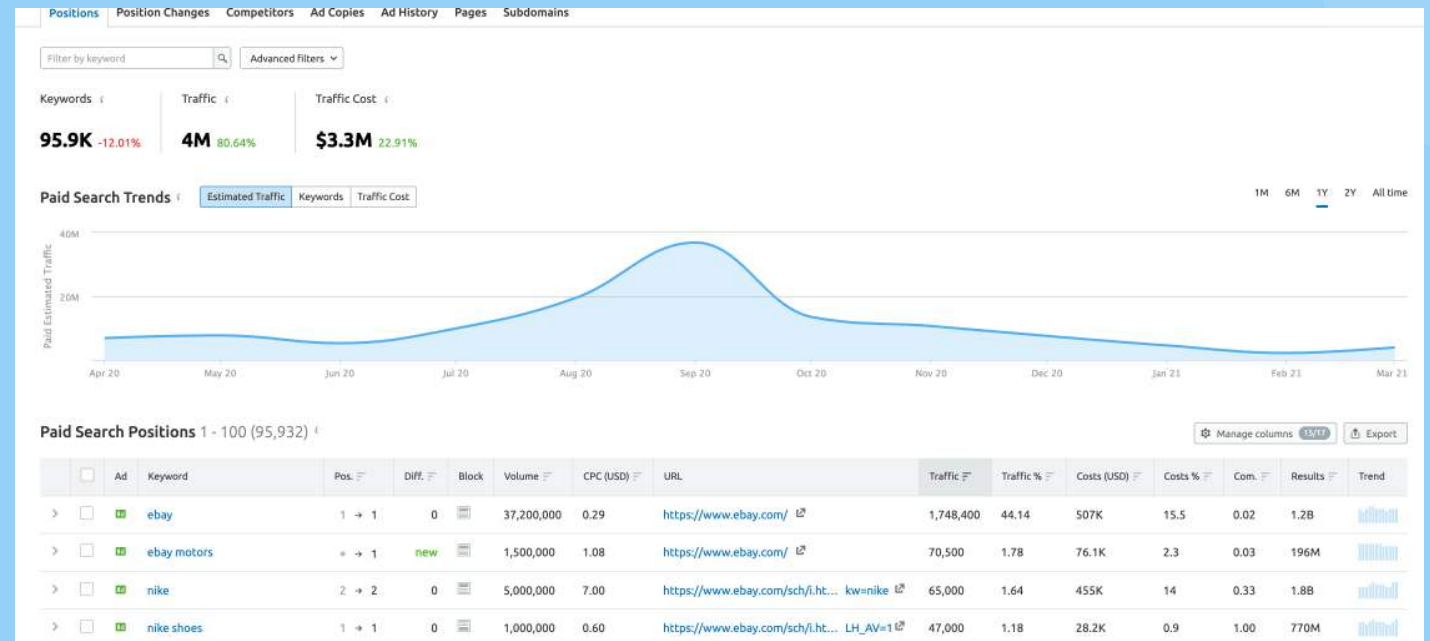 Positions Position Changes Competitors Ad Copies Ad History Pages Subdomains
Filter by keyword Advanced filters
Keywords i Traffic i Traffic Cost i
95.9K -12.01% 4M 80.64% $3.3M 22.91%
Paid Search Trends i Estimated Traffic Keywords Traffic Cost 1M 6M 1Y 2Y All time
Paid Estimated Traffic
40M
20M
Apr 20 May 20 Jun 20 Jul 20 Aug 20 Sep 20 Oct 20 Nov 20 Dec 20 Jan 21 Feb 21 Mar 21
Paid Search Positions 1 - 100 (95,932) i Manage columns 15/17 Export
Ad Keyword Pos. Diff. Block Volume CPC (USD) URL Traffic Traffic % Costs (USD) Costs % Com. Results Trend
ebay 1 → 1 0 37,200,000 0.29 https://www.ebay.com/ 1,748,400 44.14 507K 15.5 0.02 1.2B
ebay motors • → 1 new 1,500,000 1.08 https://www.ebay.com/ 70,500 1.78 76.1K 2.3 0.03 196M
nike 2 → 2 0 5,000,000 7.00 https://www.ebay.com/sch/i.ht... kw=nike 65,000 1.64 455K 14 0.33 1.8B
nike shoes 1 → 1 0 1,000,000 0.60 https://www.ebay.com/sch/i.ht... LH_AV=1 47,000 1.18 28.2K 0.9 1.00 770M